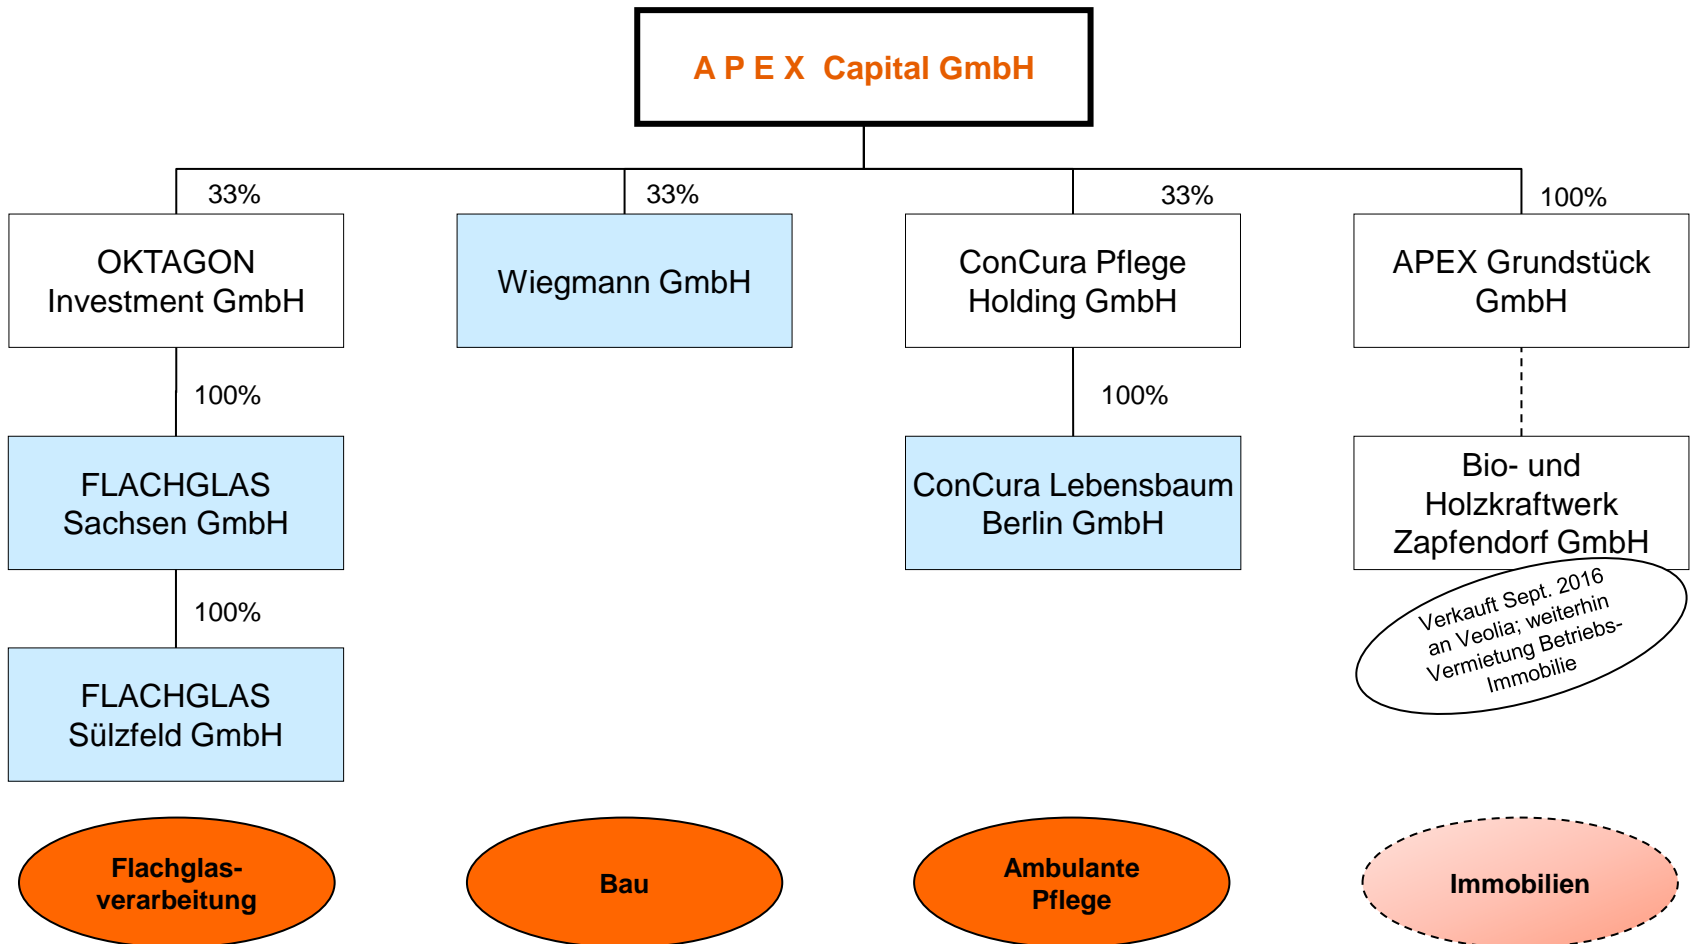 A P E X Capital GmbH
33%
33%
33%
100%
OKTAGON
Investment GmbH
Wiegmann GmbH
ConCura Pflege
Holding GmbH
APEX Grundstück
GmbH
100%
100%
FLACHGLAS
Sachsen GmbH
ConCura Lebensbaum
Berlin GmbH
Bio- und
Holzkraftwerk
Zapfendorf GmbH
Verkauft Sept. 2016
an Veolia; weiterhin
Vermietung Betriebs-
Immobilie
100%
FLACHGLAS
Sülzfeld GmbH
Flachglas-
verarbeitung
Bau
Ambulante
Pflege
Immobilien